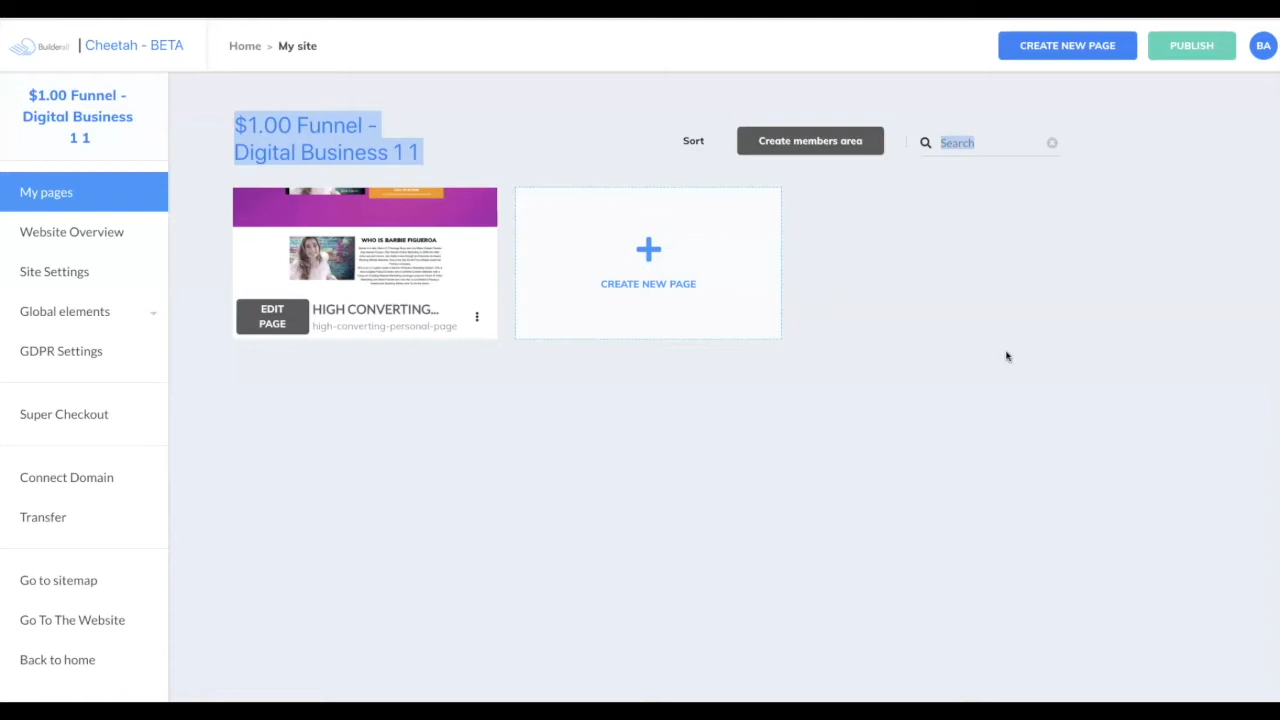 Builderall
Cheetah - BETA
Home > My site
CREATE NEW PAGE
PUBLISH
BA
$1.00 Funnel -
Digital Business
1 1
My pages
Website Overview
Site Settings
Global elements
GDPR Settings
Super Checkout
Connect Domain
Transfer
Go to sitemap
Go To The Website
Back to home
$1.00 Funnel -
Digital Business 1 1
Sort
Create members area
Search
WHO IS BARBIE FIGUEROA
EDIT
PAGE
HIGH CONVERTING...
high-converting-personal-page
CREATE NEW PAGE